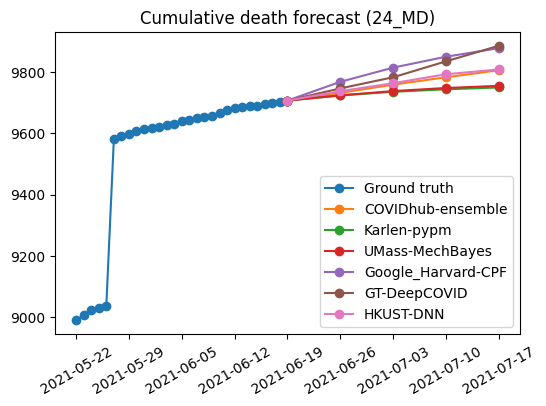 Cumulative death forecast (24_MD)
9800
9600
9400
9200
9000
Ground truth
COVIDhub-ensemble
Karlen-pypm
UMass-MechBayes
Google_Harvard-CPF
GT-DeepCOVID
HKUST-DNN
2021-05-22
2021-05-29
2021-06-05
2021-06-12
2021-06-19
2021-06-26
2021-07-03
2021-07-10
2021-07-17